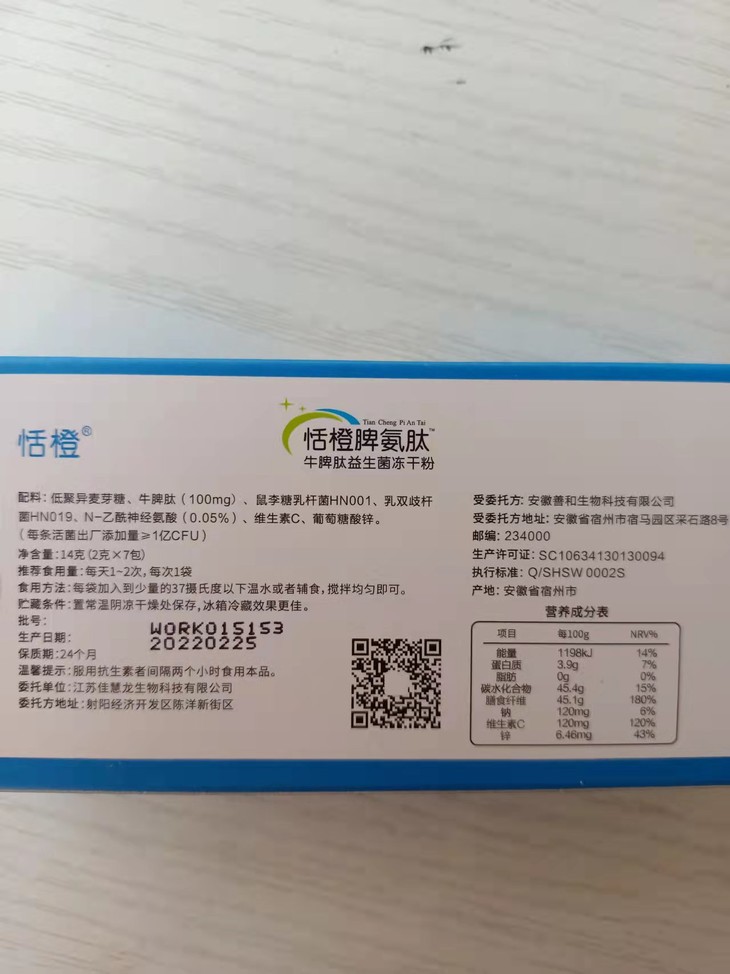 恬橙®
Tian Cheng Pi An Tai
恬橙脾氨肽™
牛脾肽益生菌冻干粉
配料：低聚异麦芽糖、牛脾肽（100mg）、鼠李糖乳杆菌HN001、乳双歧杆
菌HN019、N-乙酰神经氨酸（0.05%）、维生素C、葡萄糖酸锌。
（每条活菌出厂添加量≥1亿CFU）
净含量：14克（2克×7包）
推荐食用量：每天1~2次，每次1袋
食用方法：每袋加入到少量的37摄氏度以下温水或者辅食，搅拌均匀即可。
贮藏条件：置常温阴凉干燥处保存，冰箱冷藏效果更佳。
批号： WORK015153
生产日期： 20220225
保质期：24个月
温馨提示：服用抗生素者间隔两个小时食用本品。
委托单位：江苏佳慧龙生物科技有限公司
委托方地址：射阳经济开发区陈洋新街区
受委托方：安徽善和生物科技有限公司
受委托方地址：安徽省宿州市宿马园区采石路8号
邮编：234000
生产许可证：SC10634130130094
执行标准：Q/SHSW 0002S
产地：安徽省宿州市
营养成分表
项目 每100g NRV%
能量 1198kJ 14%
蛋白质 3.9g 7%
脂肪 0g 0%
碳水化合物 45.4g 15%
膳食纤维 45.1g 180%
钠 120mg 6%
维生素C 120mg 120%
锌 6.46mg 43%